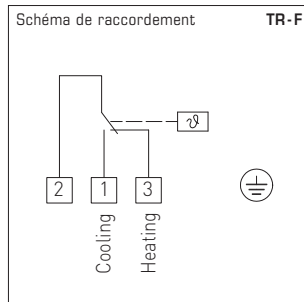 Schéma de raccordement TR-F
ϑ
2 1 3
Cooling
Heating